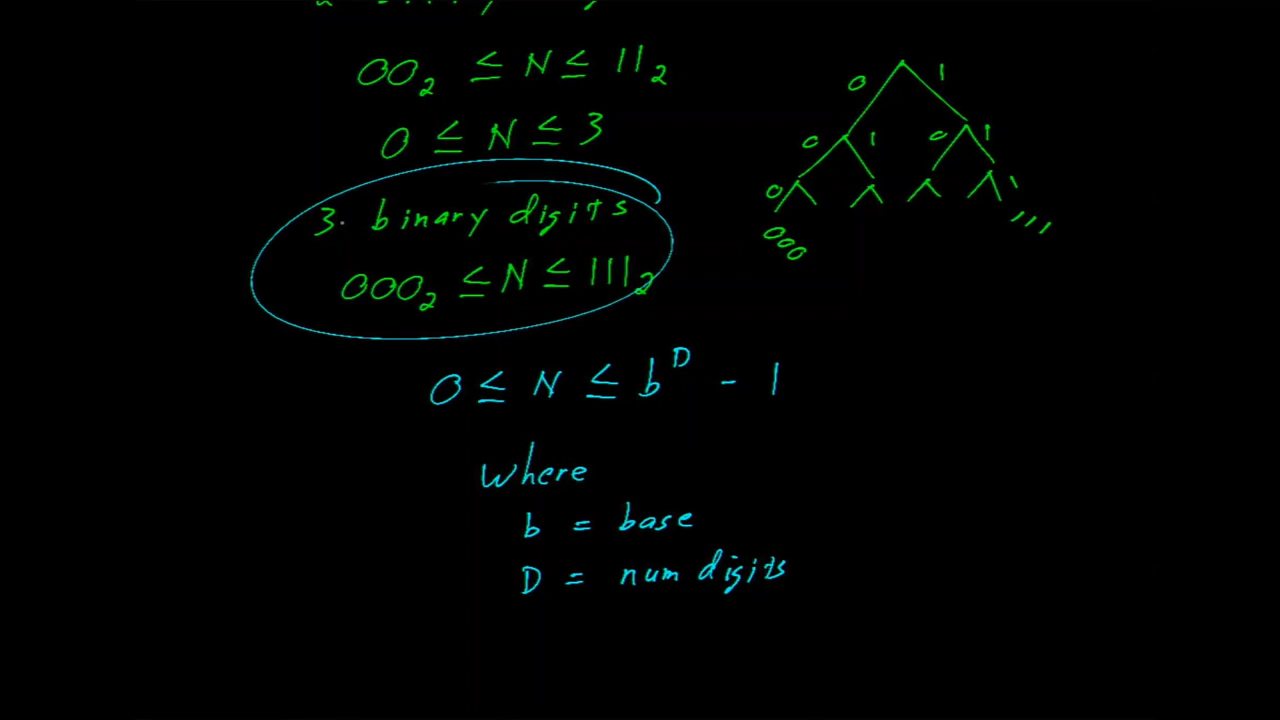 00₂ ≤ N ≤ 11₂
0 ≤ N ≤ 3
3. binary digits
000₂ ≤ N ≤ 111₂
0 ≤ N ≤ b^D - 1
Where
b = base
D = num digits
0 1
0 1 0 1
0 1
000 111